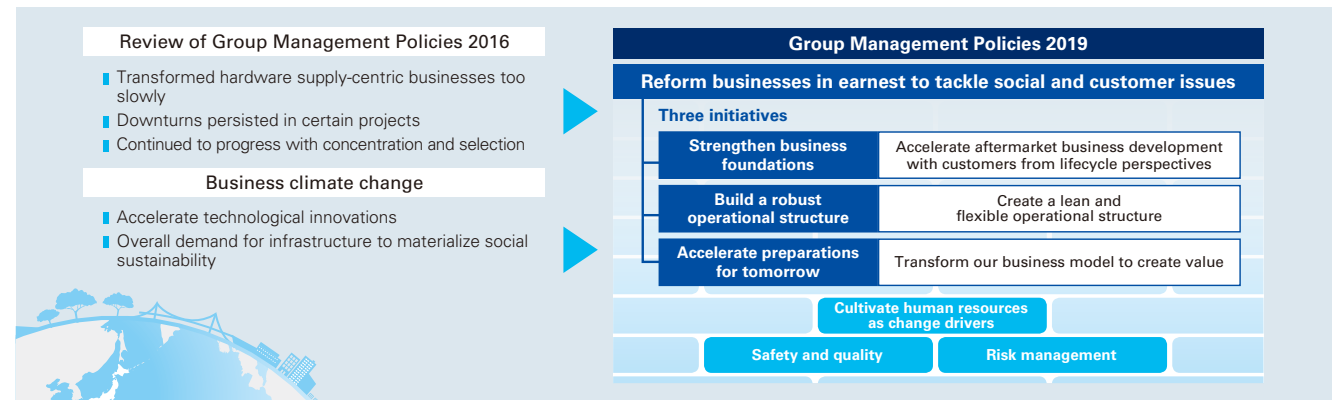 Review of Group Management Policies 2016
Transformed hardware supply-centric businesses too
slowly
Downturns persisted in certain projects
Continued to progress with concentration and selection
Business climate change
Accelerate technological innovations
Overall demand for infrastructure to materialize social
sustainability
Group Management Policies 2019
Reform businesses in earnest to tackle social and customer issues
Three initiatives
Strengthen business
foundations
Accelerate aftermarket business development
with customers from lifecycle perspectives
Build a robust
operational structure
Create a lean and
flexible operational structure
Accelerate preparations
for tomorrow
Transform our business model to create value
Cultivate human resources
as change drivers
Safety and quality
Risk management